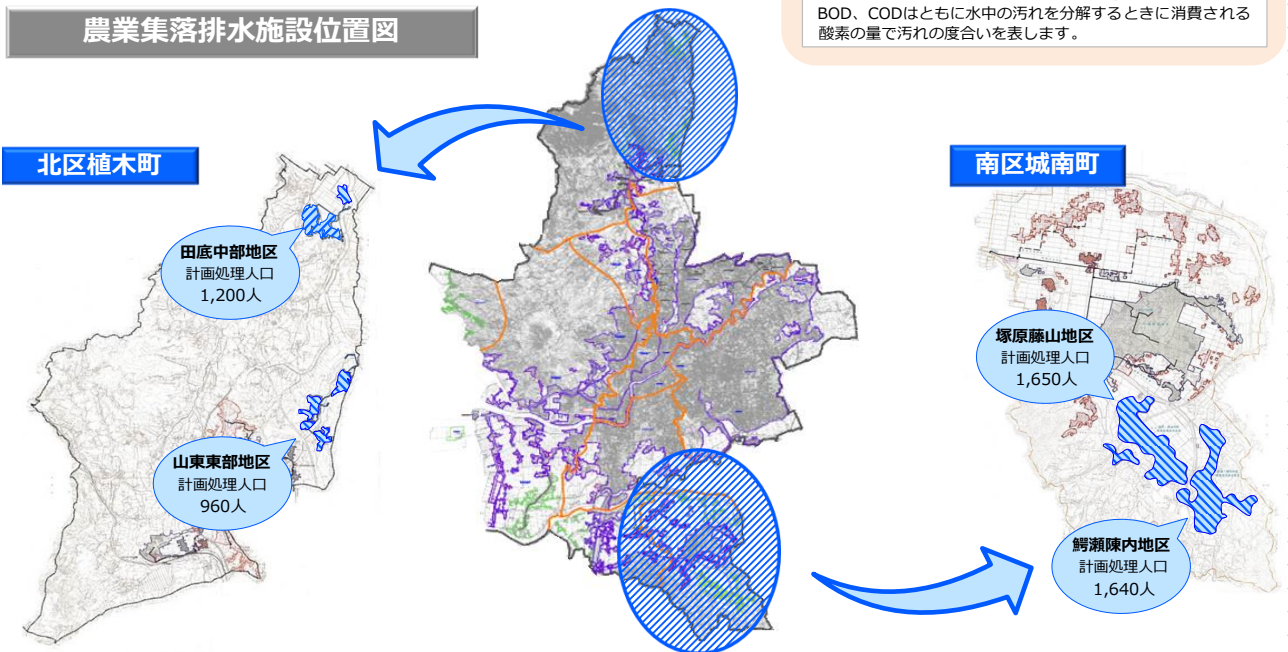 農業集落排水施設位置図
BOD、CODはともに水中の汚れを分解するときに消費される
酸素の量で汚れの度合いを表します。
北区植木町
田底中部地区
計画処理人口
1,200人
山東東部地区
計画処理人口
960人
南区城南町
塚原藤山地区
計画処理人口
1,650人
鰐瀬陳内地区
計画処理人口
1,640人